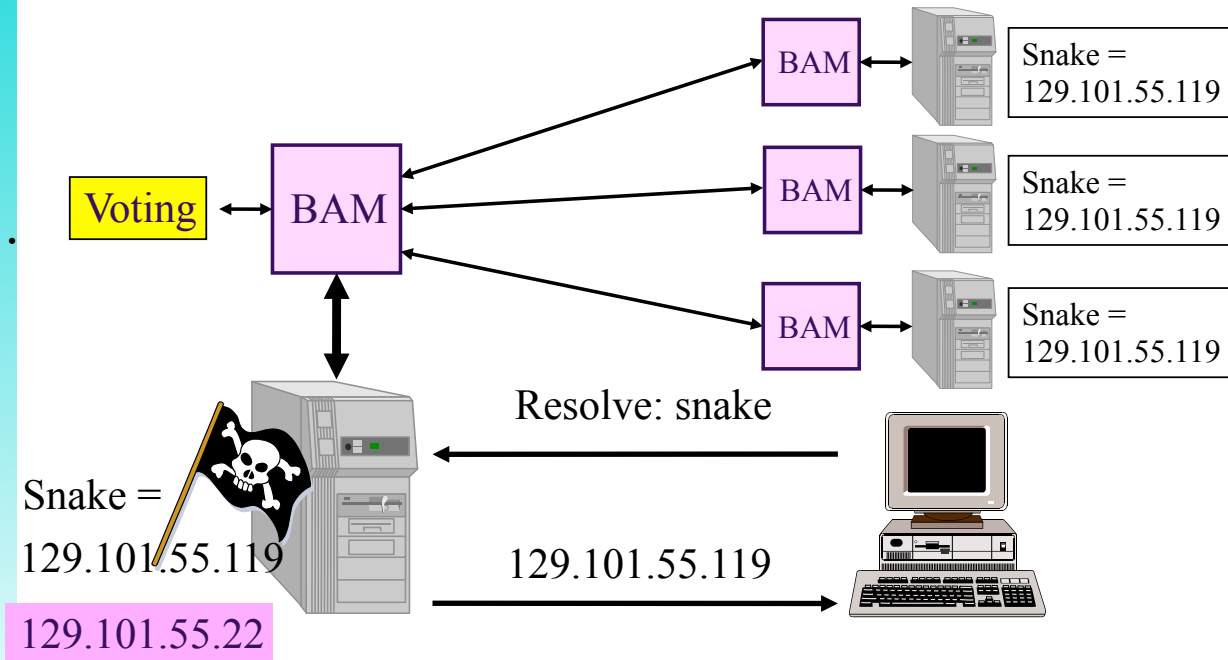 BAM
Snake =
129.101.55.119
BAM
Snake =
129.101.55.119
Voting
BAM
.
BAM
Snake =
129.101.55.119
Resolve: snake
Snake =
129.101.55.119
129.101.55.119
129.101.55.22